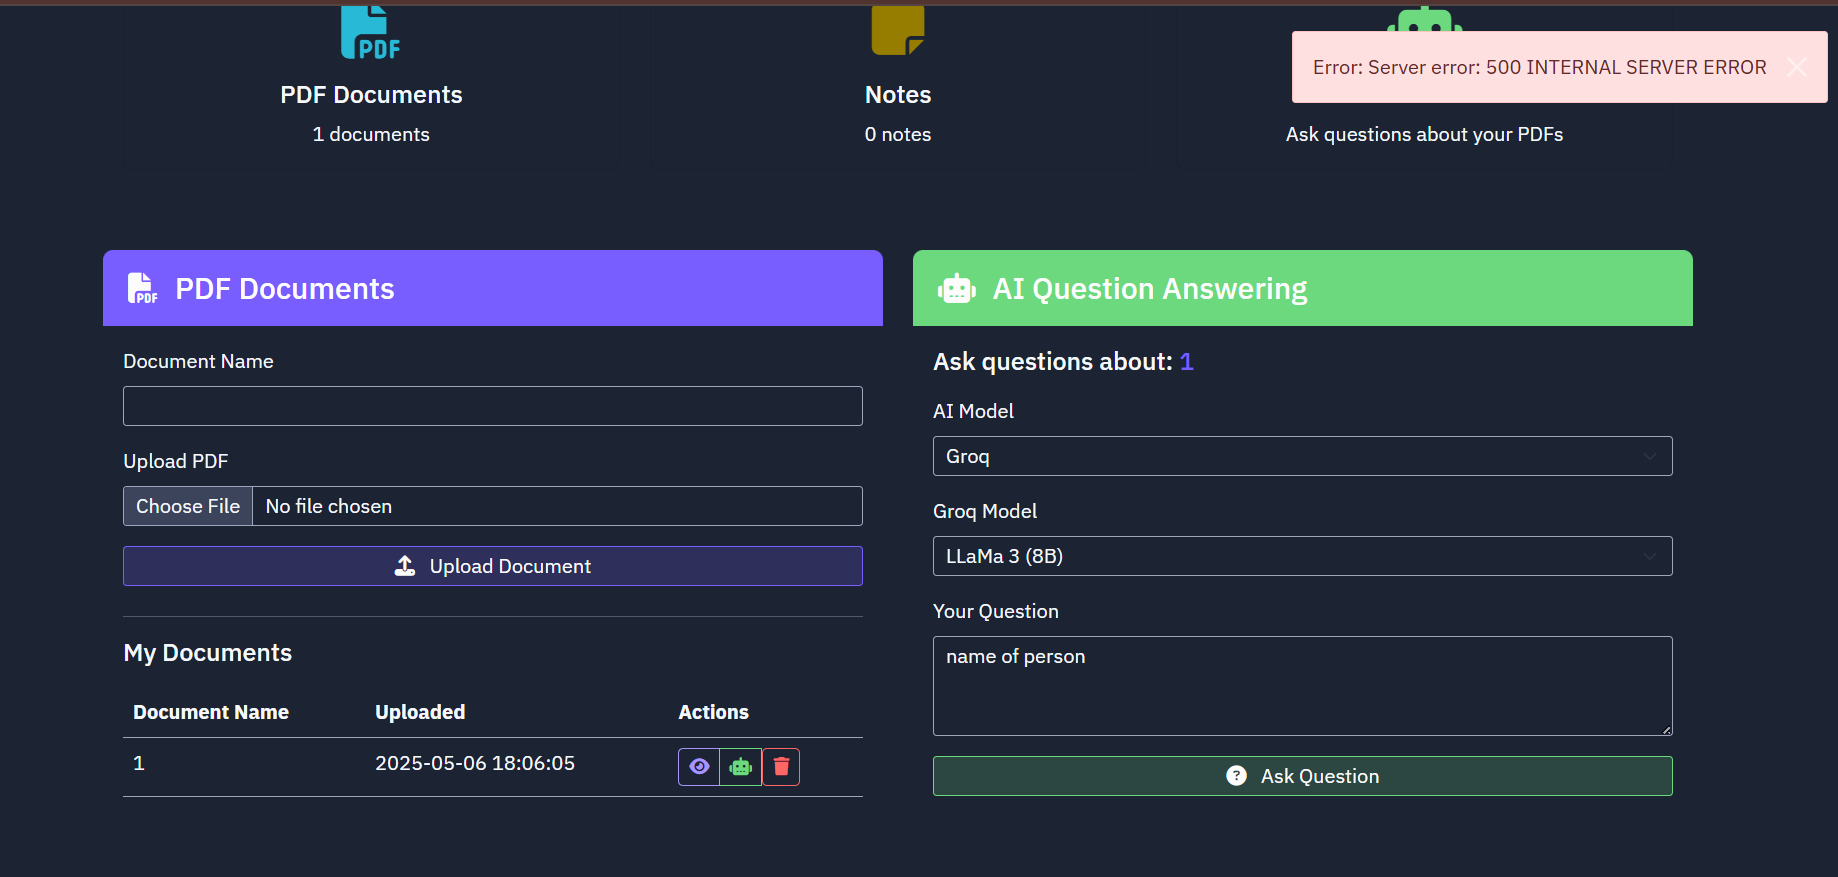 PDF
PDF Documents
1 documents
Notes
0 notes
Error: Server error: 500 INTERNAL SERVER ERROR
Ask questions about your PDFs
PDF
PDF Documents
Document Name
Upload PDF
Choose File
No file chosen
Upload Document
My Documents
Document Name
Uploaded
Actions
1
2025-05-06 18:06:05
AI Question Answering
Ask questions about: 1
AI Model
Groq
Groq Model
LLaMa 3 (8B)
Your Question
name of person
? Ask Question